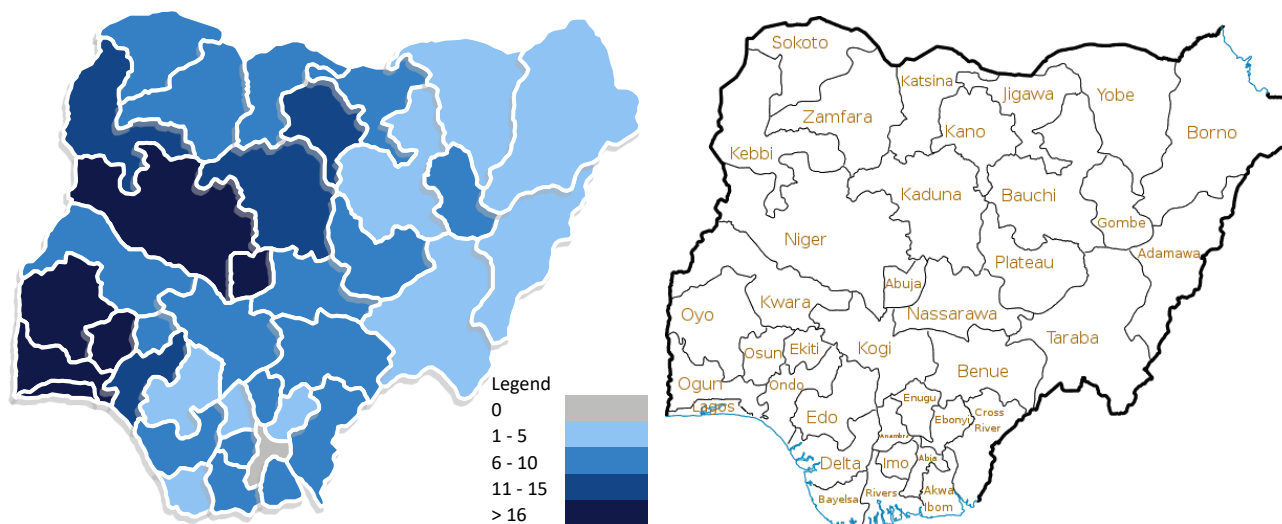 Legend
0
1 - 5
6 - 10
11 - 15
> 16
Sokoto
Katsina
Jigawa
Yobe
Zamfara
Kano
Borno
Kebbi
Kaduna
Bauchi
Gombe
Niger
Adamawa
Plateau
Abuja
Kwara
Nassarawa
Oyo
Taraba
Osun
Ekiti
Kogi
Benue
Ogun
Ondo
Enugu
Lagos
Edo
Ebonyi
Cross
River
Anambra
Delta
Imo
Abia
Bayelsa
Rivers
Akwa
Ibom